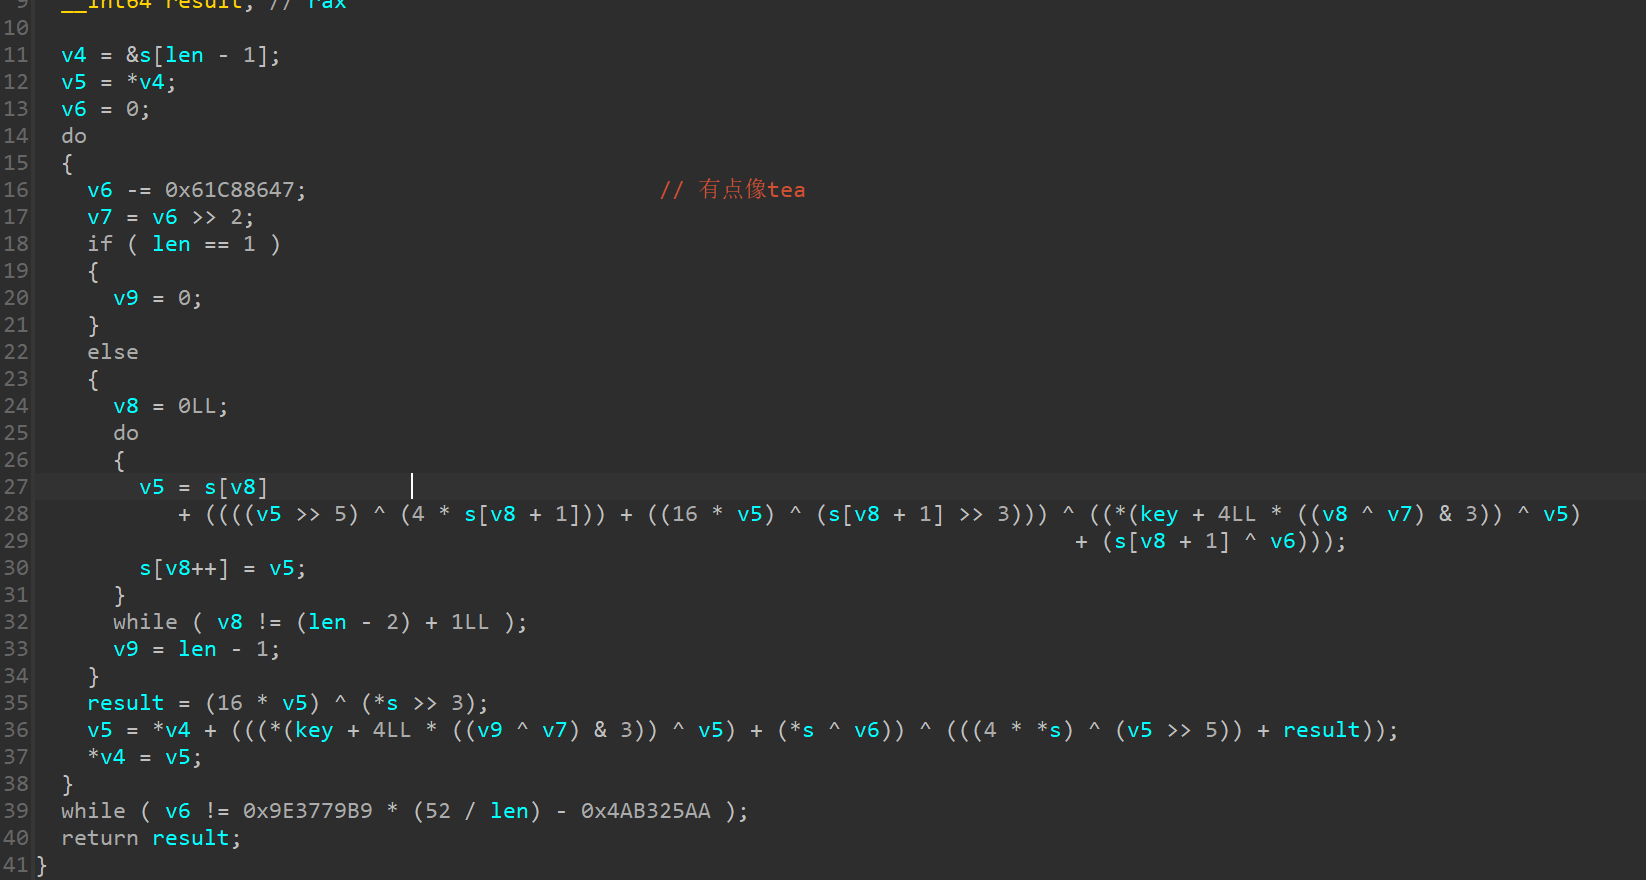 9 __int64 result; // rax
10
11 v4 = &s[len - 1];
12 v5 = *v4;
13 v6 = 0;
14 do
15 {
16 v6 -= 0x61C88647; // 有点像tea
17 v7 = v6 >> 2;
18 if ( len == 1 )
19 {
20 v9 = 0;
21 }
22 else
23 {
24 v8 = 0LL;
25 do
26 {
27 v5 = s[v8]
28 + ((((v5 >> 5) ^ (4 * s[v8 + 1])) + ((16 * v5) ^ (s[v8 + 1] >> 3))) ^ ((*(key + 4LL * ((v8 ^ v7) & 3)) ^ v5)
29 + (s[v8 + 1] ^ v6)));
30 s[v8++] = v5;
31 }
32 while ( v8 != (len - 2) + 1LL );
33 v9 = len - 1;
34 }
35 result = (16 * v5) ^ (*s >> 3);
36 v5 = *v4 + (((*(key + 4LL * ((v9 ^ v7) & 3)) ^ v5) + (*s ^ v6)) ^ (((4 * *s) ^ (v5 >> 5)) + result));
37 *v4 = v5;
38 }
39 while ( v6 != 0x9E3779B9 * (52 / len) - 0x4AB325AA );
40 return result;
41 }